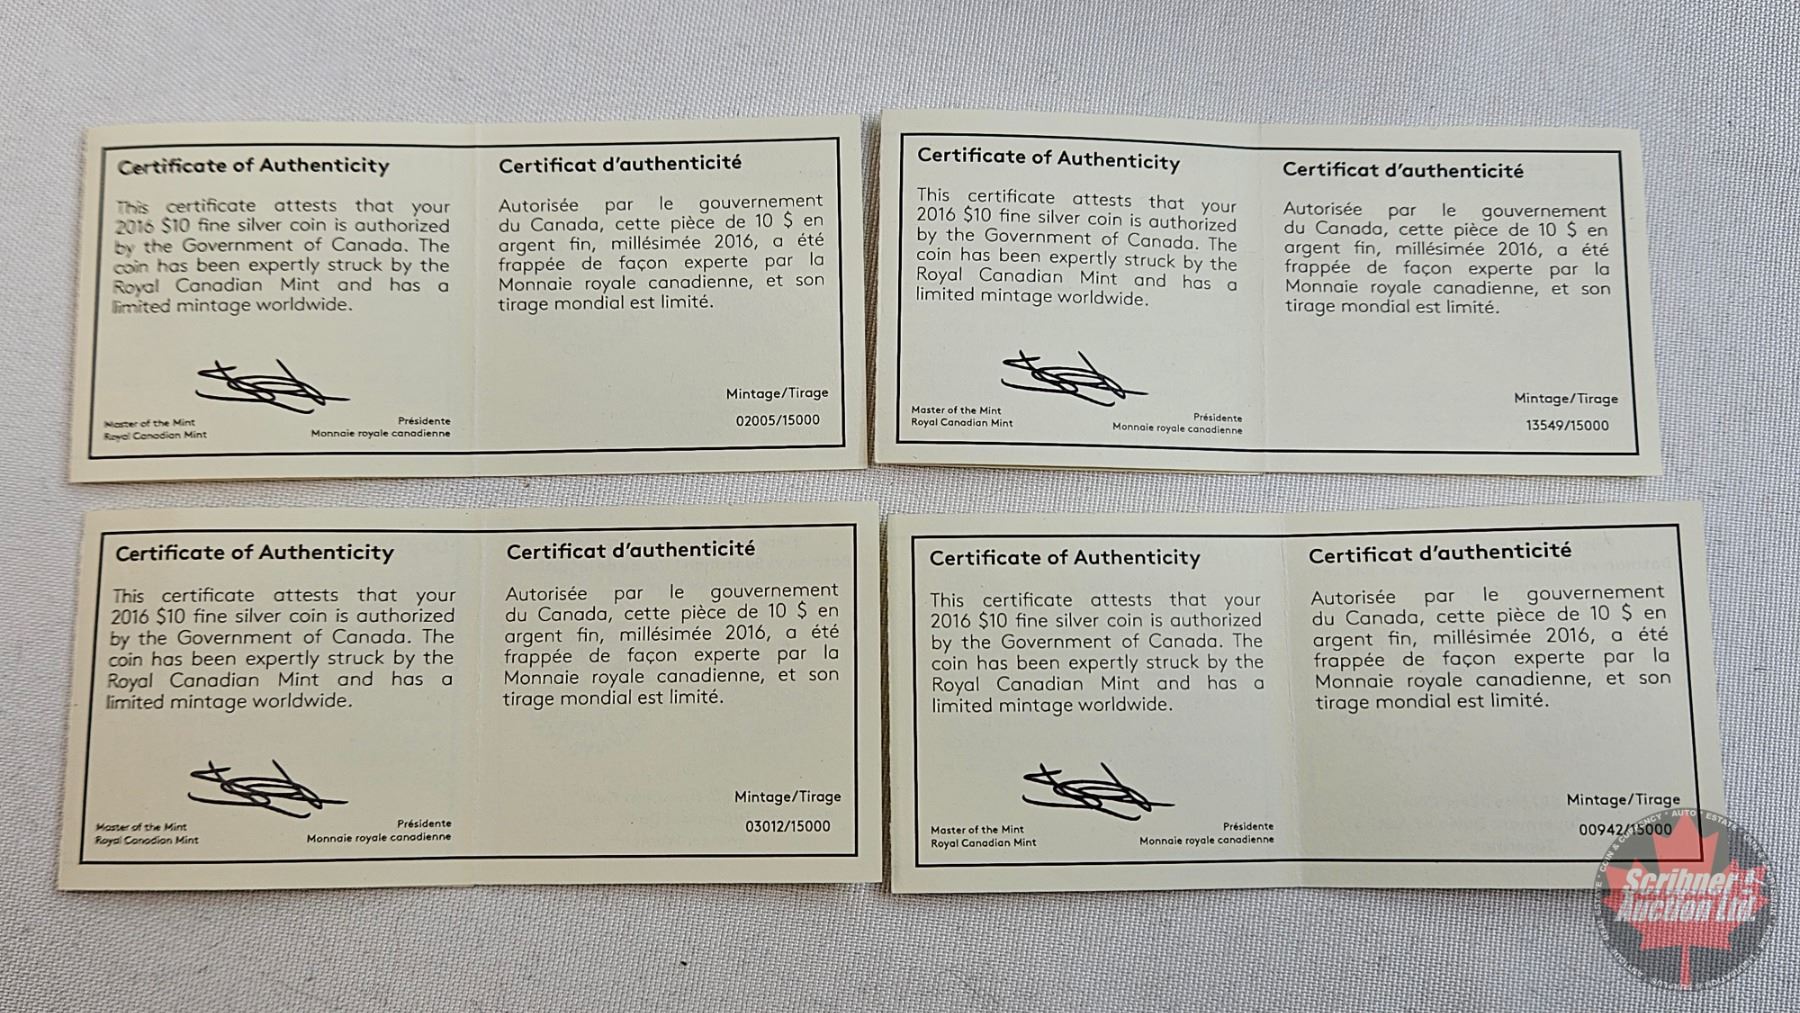 Certificate of Authenticity
This certificate attests that your
2016 $10 fine silver coin is authorized
by the Government of Canada. The
coin has been expertly struck by the
Royal Canadian Mint and has a
limited mintage worldwide.
Master of the Mint
Royal Canadian Mint
Présidente
Monnaie royale canadienne
Certificat d'authenticité
Autorisée par le gouvernement
du Canada, cette pièce de 10 $ en
argent fin, millésimée 2016, a été
frappée de façon experte par la
Monnaie royale canadienne, et son
tirage mondial est limité.
Mintage/Tirage
02005/15000
Certificate of Authenticity
This certificate attests that your
2016 $10 fine silver coin is authorized
by the Government of Canada. The
coin has been expertly struck by the
Royal Canadian Mint and has a
limited mintage worldwide.
Master of the Mint
Royal Canadian Mint
Présidente
Monnaie royale canadienne
Certificat d'authenticité
Autorisée par le gouvernement
du Canada, cette pièce de 10 $ en
argent fin, millésimée 2016, a été
frappée de façon experte par la
Monnaie royale canadienne, et son
tirage mondial est limité.
Mintage/Tirage
13549/15000
Certificate of Authenticity
This certificate attests that your
2016 $10 fine silver coin is authorized
by the Government of Canada. The
coin has been expertly struck by the
Royal Canadian Mint and has a
limited mintage worldwide.
Master of the Mint
Royal Canadian Mint
Présidente
Monnaie royale canadienne
Certificat d'authenticité
Autorisée par le gouvernement
du Canada, cette pièce de 10 $ en
argent fin, millésimée 2016, a été
frappée de façon experte par la
Monnaie royale canadienne, et son
tirage mondial est limité.
Mintage/Tirage
03012/15000
Certificate of Authenticity
This certificate attests that your
2016 $10 fine silver coin is authorized
by the Government of Canada. The
coin has been expertly struck by the
Royal Canadian Mint and has a
limited mintage worldwide.
Master of the Mint
Royal Canadian Mint
Présidente
Monnaie royale canadienne
Certificat d'authenticité
Autorisée par le gouvernement
du Canada, cette pièce de 10 $ en
argent fin, millésimée 2016, a été
frappée de façon experte par la
Monnaie royale canadienne, et son
tirage mondial est limité.
Mintage/Tirage
00942/15000
Scribner
Auction Ltd.